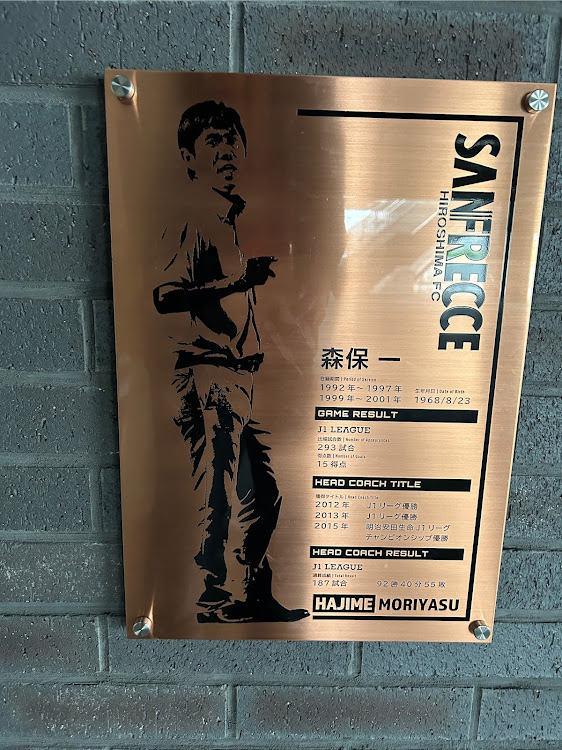 SANFRECCE
HIROSHIMA FC
森保 一
在籍期間 | Period of Service
1992年～1997年 生年月日 | Date of Birth
1999年～2001年 1968/8/23
GAME RESULT
J1 LEAGUE
出場試合数 | Number of Appearances
293試合
得点数 | Number of Goals
15得点
HEAD COACH TITLE
獲得タイトル | Head Coach Title
2012年 J1リーグ優勝
2013年 J1リーグ優勝
2015年 明治安田生命J1リーグ
チャンピオンシップ優勝
HEAD COACH RESULT
J1 LEAGUE
通算成績 | Total Result
187試合 92勝40分55敗
HAJIME MORIYASU